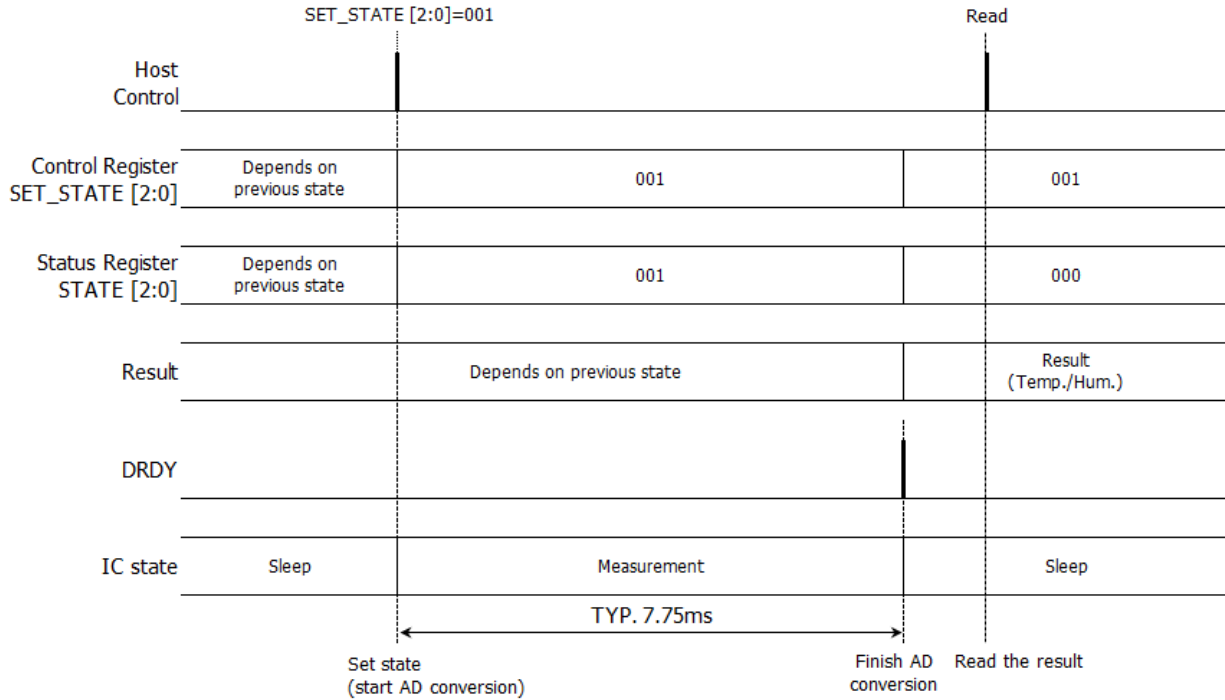 SET_STATE [2:0]=001
Read
Host
Control
Control Register
SET_STATE [2:0]
Depends on
previous state
001
001
Status Register
STATE [2:0]
Depends on
previous state
001
000
Result
Depends on previous state
Result
(Temp./Hum.)
DRDY
IC state
Sleep
Measurement
Sleep
TYP. 7.75ms
Set state
(start AD conversion)
Finish AD
conversion
Read the result